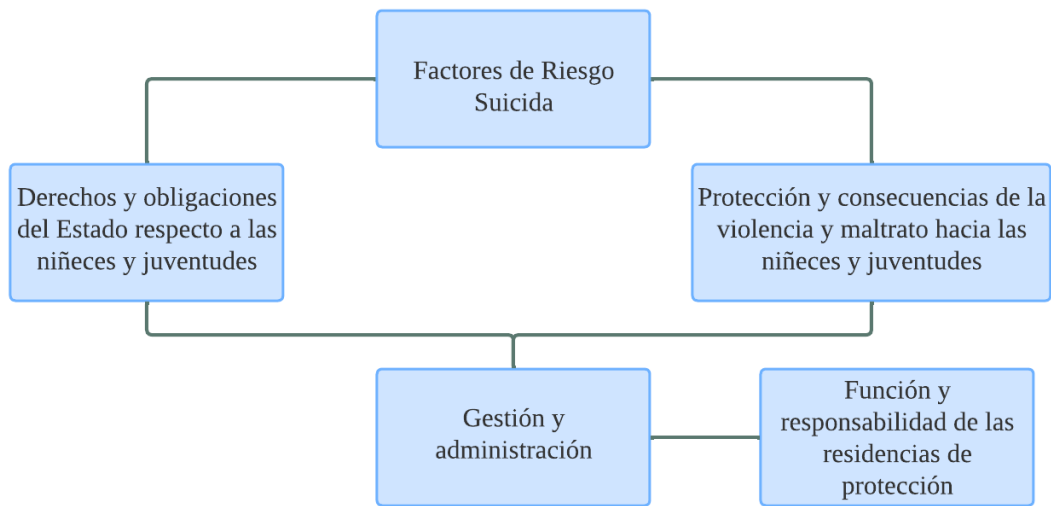 Factores de Riesgo
Suicida
Derechos y obligaciones
del Estado respecto a las
niñeces y juventudes
Protección y consecuencias de la
violencia y maltrato hacia las
niñeces y juventudes
Gestión y
administración
Función y
responsabilidad de las
residencias de
protección